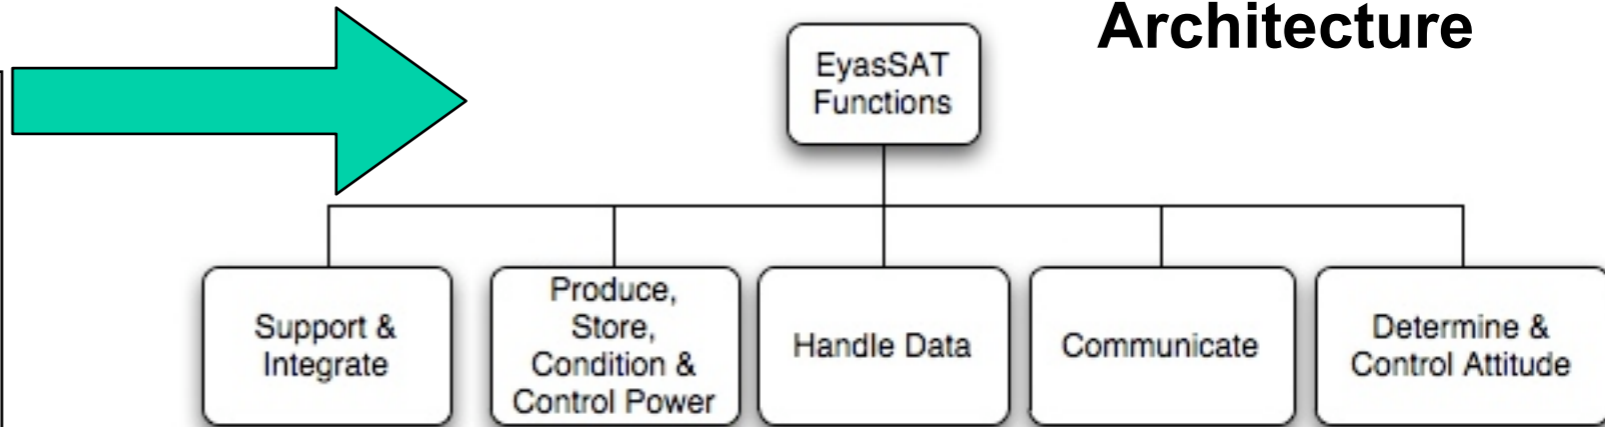 Architecture
EyasSAT
Functions
Support &
Integrate
Produce,
Store,
Condition &
Control Power
Handle Data
Communicate
Determine &
Control Attitude